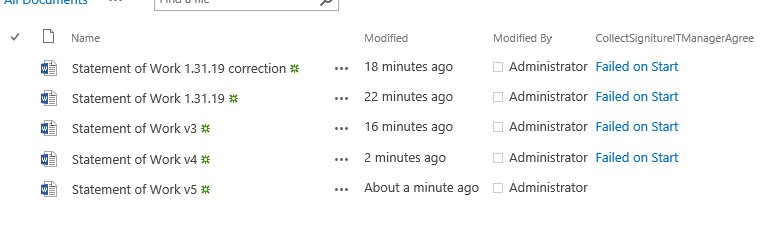 All Documents ••• Find a file
Name Modified Modified By CollectSignitureITManagerAgree
Statement of Work 1.31.19 correction ••• 18 minutes ago Administrator Failed on Start
Statement of Work 1.31.19 ••• 22 minutes ago Administrator Failed on Start
Statement of Work v3 ••• 16 minutes ago Administrator Failed on Start
Statement of Work v4 ••• 2 minutes ago Administrator Failed on Start
Statement of Work v5 ••• About a minute ago Administrator